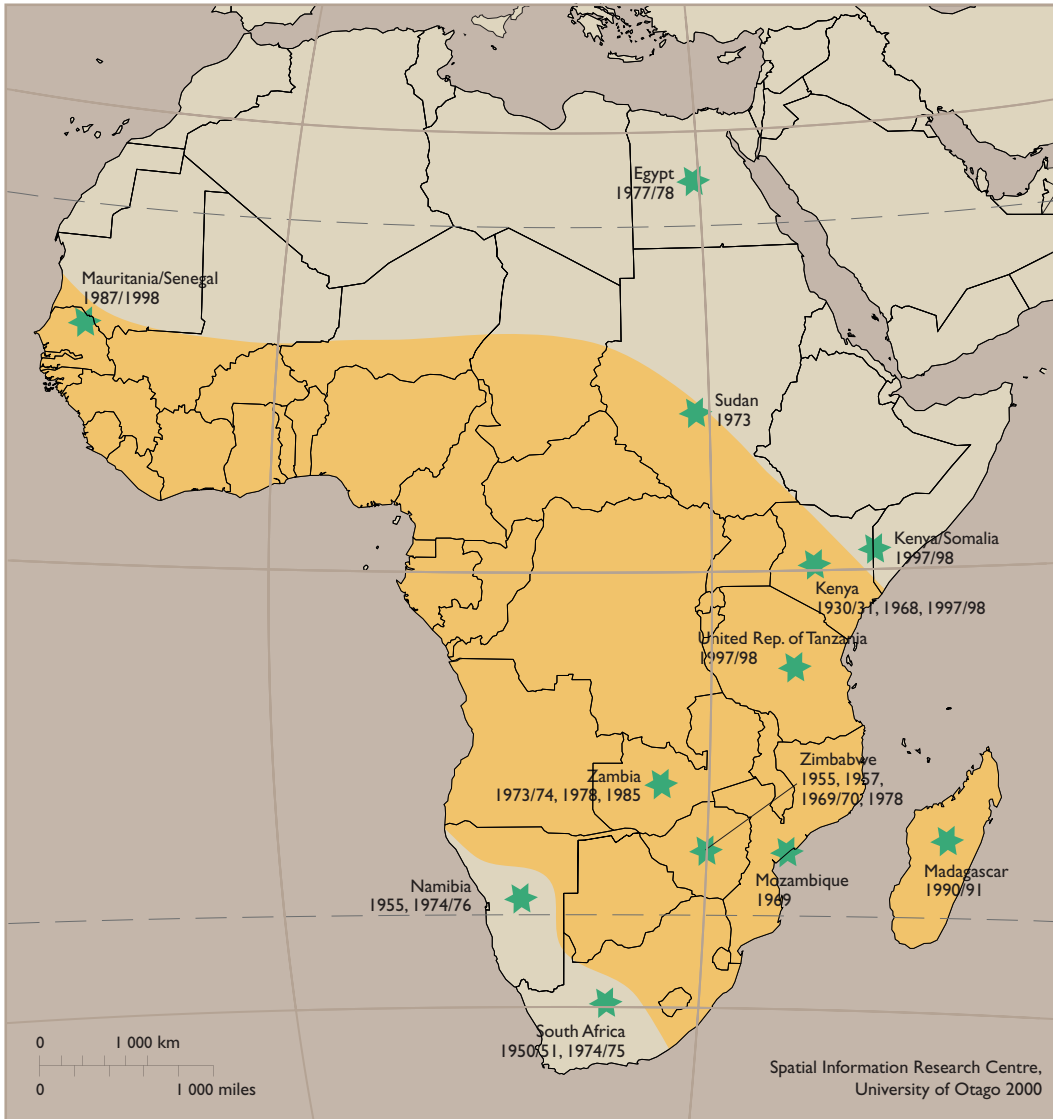 Egypt
1977/78
Mauritania/Senegal
1987/1998
Sudan
1973
Kenya/Somalia
1997/98
Kenya
1930/31, 1968, 1997/98
United Rep. of Tanzania
1997/98
Zimbabwe
1955, 1957,
1969/70, 1978
Zambia
1973/74, 1978, 1985
Mozambique
1969
Madagascar
1990/91
Namibia
1955, 1974/76
South Africa
1950/51, 1974/75
0 1 000 km
0 1 000 miles
Spatial Information Research Centre,
University of Otago 2000